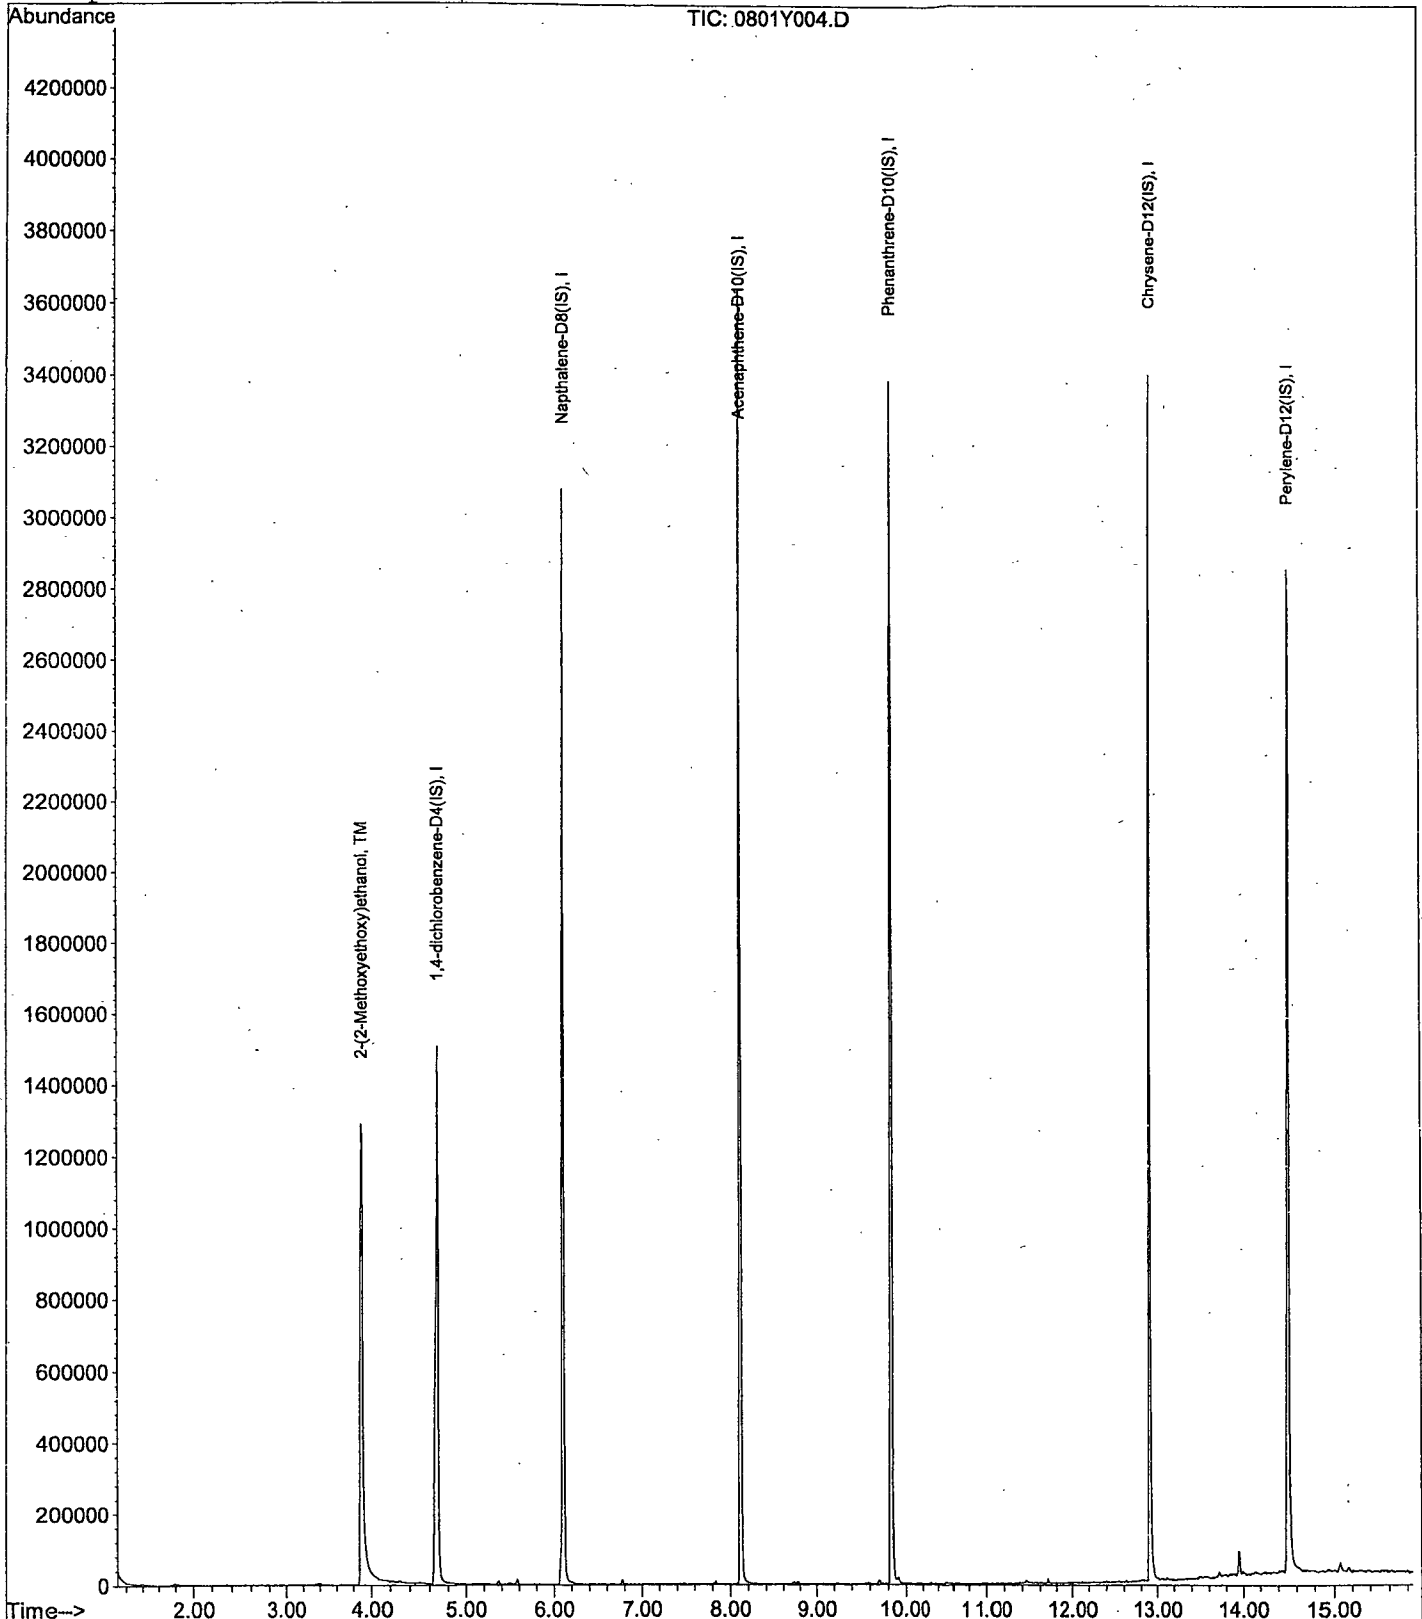 Abundance
TIC: 0801Y004.D
4200000
4000000
3800000
3600000
3400000
3200000
3000000
2800000
2600000
2400000
2200000
2000000
1800000
1600000
1400000
1200000
1000000
800000
600000
400000
200000
0
2-(2-Methoxyethoxy)ethanol, TM
1,4-dichlorobenzene-D4(IS), I
Napthalene-D8(IS), I
Acenaphthene-D10(IS), I
Phenanthrene-D10(IS), I
Chrysene-D12(IS), I
Perylene-D12(IS), I
Time--> 2.00 3.00 4.00 5.00 6.00 7.00 8.00 9.00 10.00 11.00 12.00 13.00 14.00 15.00